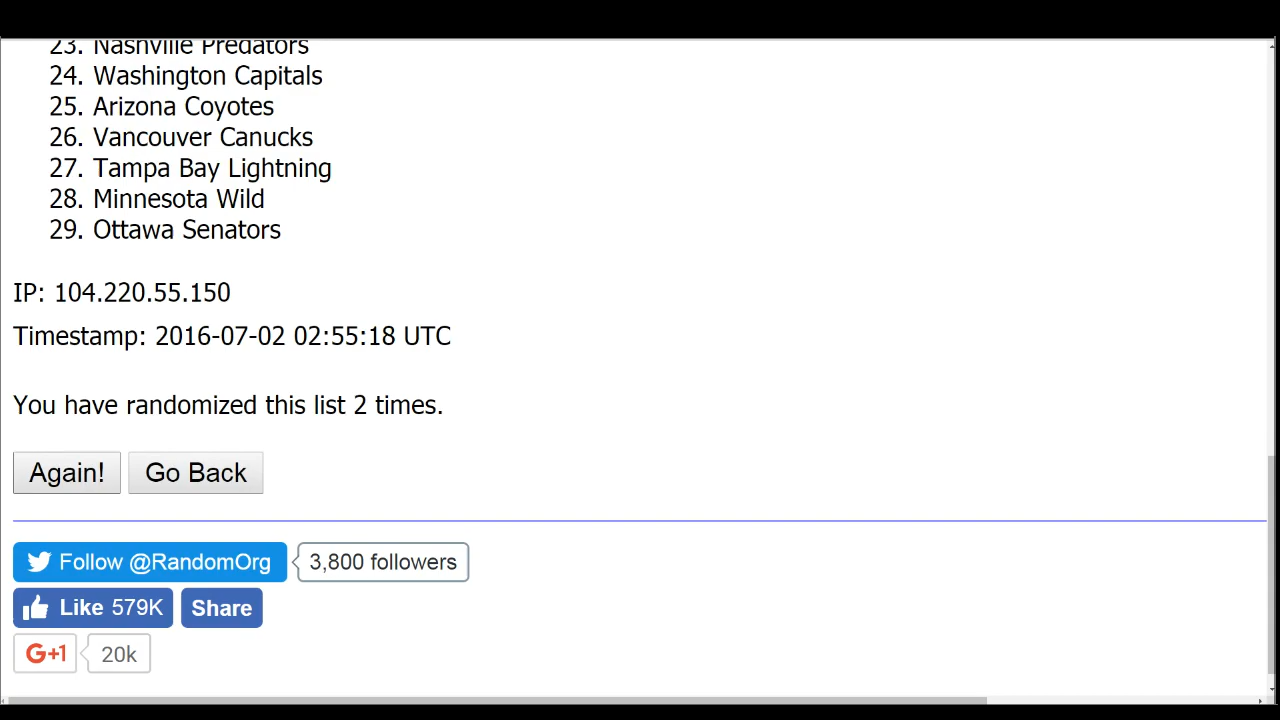 23. Nashville Predators
24. Washington Capitals
25. Arizona Coyotes
26. Vancouver Canucks
27. Tampa Bay Lightning
28. Minnesota Wild
29. Ottawa Senators
IP: 104.220.55.150
Timestamp: 2016-07-02 02:55:18 UTC
You have randomized this list 2 times.
Again! Go Back
Follow @RandomOrg 3,800 followers
Like 579K Share
G+1 20k